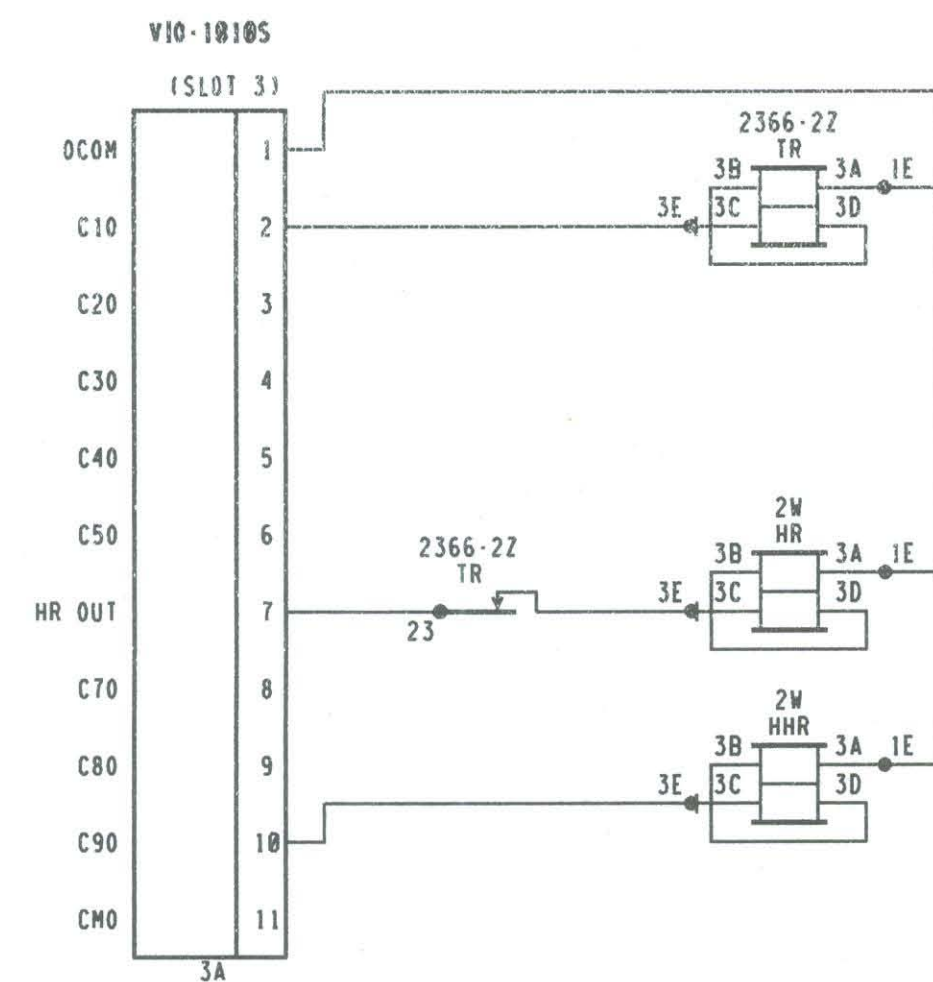 VIO-1010S
(SLOT 3)
OCOM 1
2366-2Z
TR
3B 3A 1E
C10 2 3E 3C 3D
C20 3
C30 4
C40 5
C50 6
2W
HR
2366-2Z
TR
3B 3A 1E
HR OUT 7 23 3E 3C 3D
C70 8
2W
HHR
C80 9 3B 3A 1E
3E 3C 3D
C90 10
CMO 11
3A